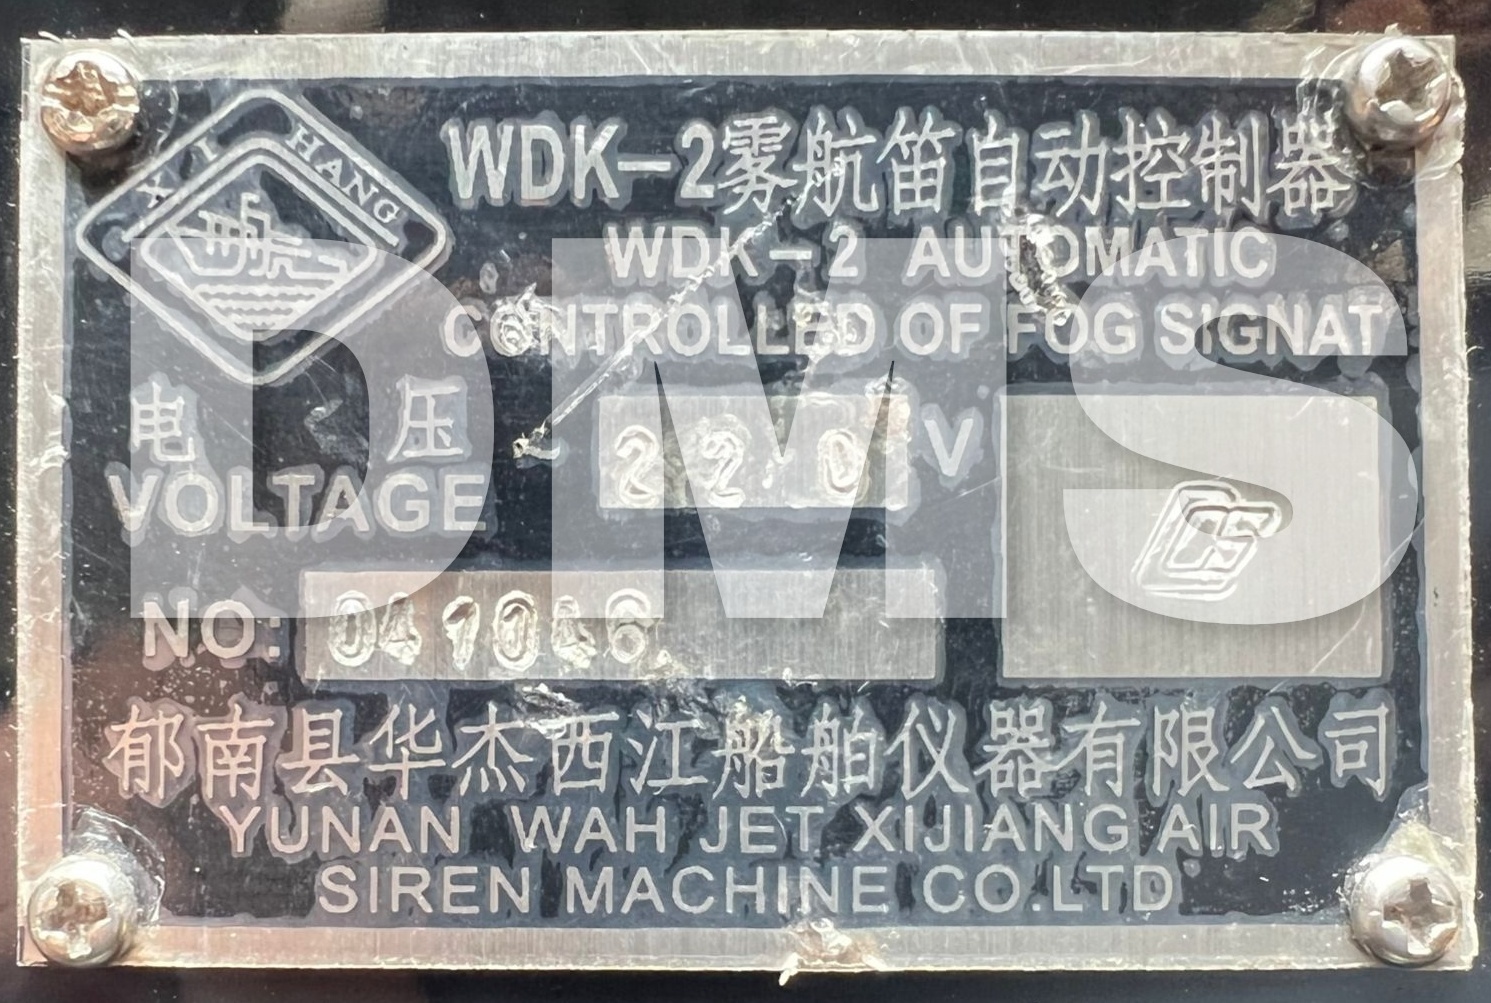 XI HANG
WDK-2雾航笛自动控制器
WDK-2 AUTOMATIC
CONTROLLED OF FOG SIGNAT
电 压
VOLTAGE
220 V
NO: 041046
郁南县华杰西江船舶仪器有限公司
YUNAN WAH JET XIJIANG AIR
SIREN MACHINE CO.LTD
DMS